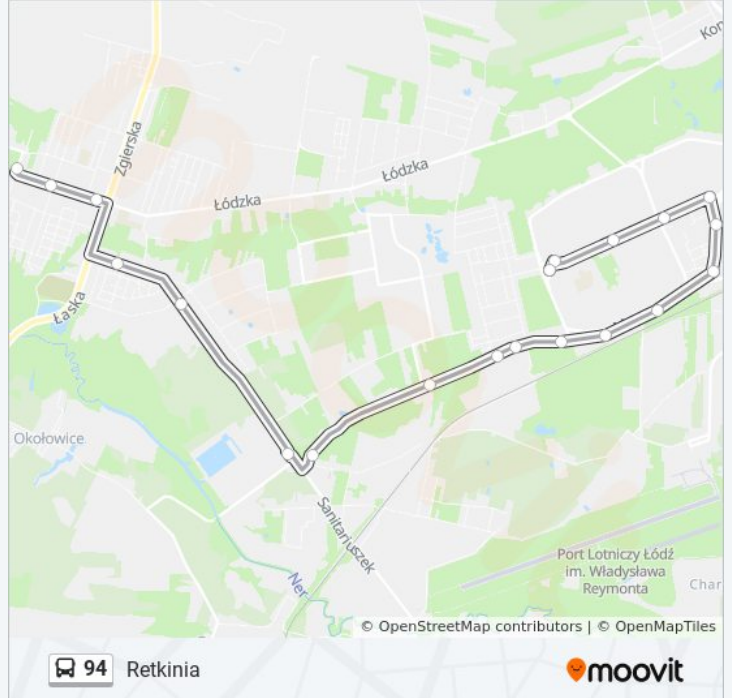 Kon
Zgierska
Łódzka
Łódzka
Łaska
Okołowice
Sanitariuszek
Ner
Port Lotniczy Łódź
im. Władysława
Reymonta
Char
© OpenStreetMap contributors | © OpenMapTiles
94 Retkinia
moovit